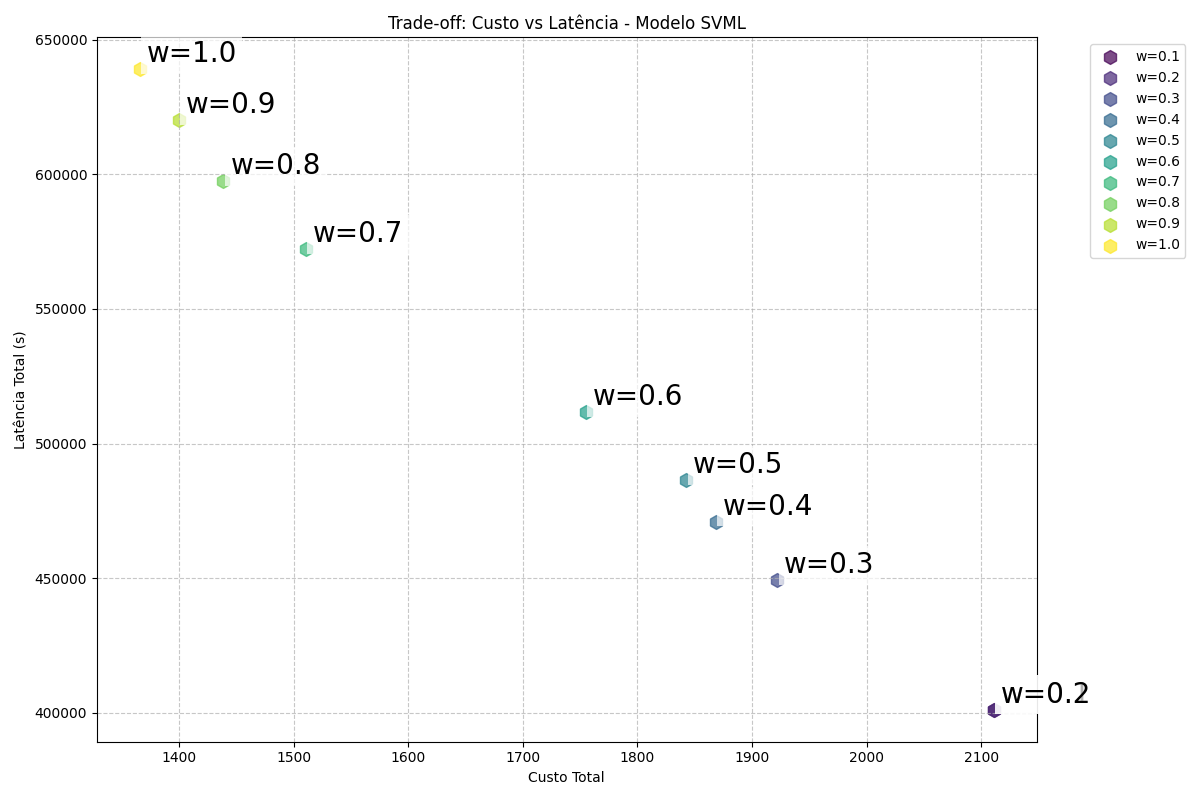 Trade-off: Custo vs Latência - Modelo SVML
650000
600000
550000
500000
450000
400000
Latência Total (s)
w=1.0
w=0.9
w=0.8
w=0.7
w=0.6
w=0.5
w=0.4
w=0.3
w=0.2
1400
1500
1600
1700
1800
1900
2000
2100
Custo Total
w=0.1
w=0.2
w=0.3
w=0.4
w=0.5
w=0.6
w=0.7
w=0.8
w=0.9
w=1.0